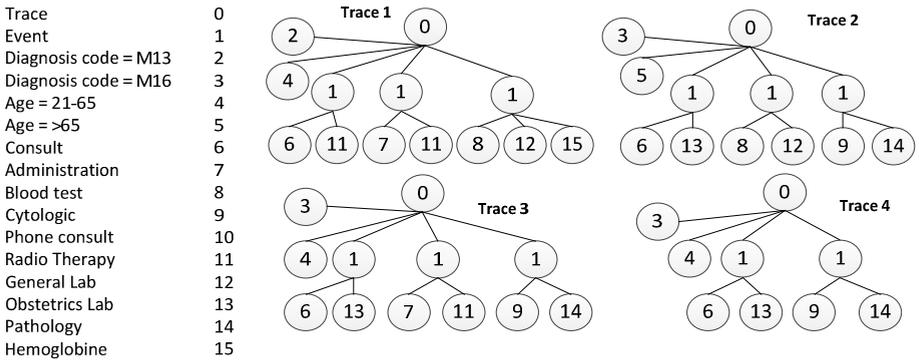 Trace 0
Event 1
Diagnosis code = M13 2
Diagnosis code = M16 3
Age = 21-65 4
Age = >65 5
Consult 6
Administration 7
Blood test 8
Cytologic 9
Phone consult 10
Radio Therapy 11
General Lab 12
Obstetrics Lab 13
Pathology 14
Hemoglobine 15
Trace 1
2 0
4 1 1 1
6 11 7 11 8 12 15
Trace 2
3 0
5
1 1 1
6 13 8 12 9 14
Trace 3
3 0
4 1 1 1
6 13 7 11 9 14
Trace 4
3 0
4 1 1
6 13 9 14